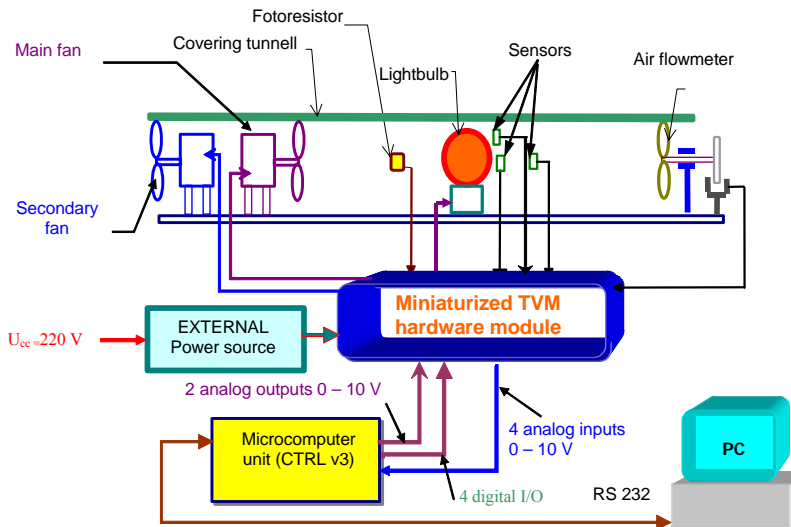 Fotoresistor
Main fan
Covering tunnell
Sensors
Lightbulb
Air flowmeter
Secondary
fan
Miniaturized TVM
hardware module
U cc =220 V
EXTERNAL
Power source
2 analog outputs 0 – 10 V
4 analog inputs
0 – 10 V
Microcomputer
unit (CTRL v3)
4 digital I/O
RS 232
PC